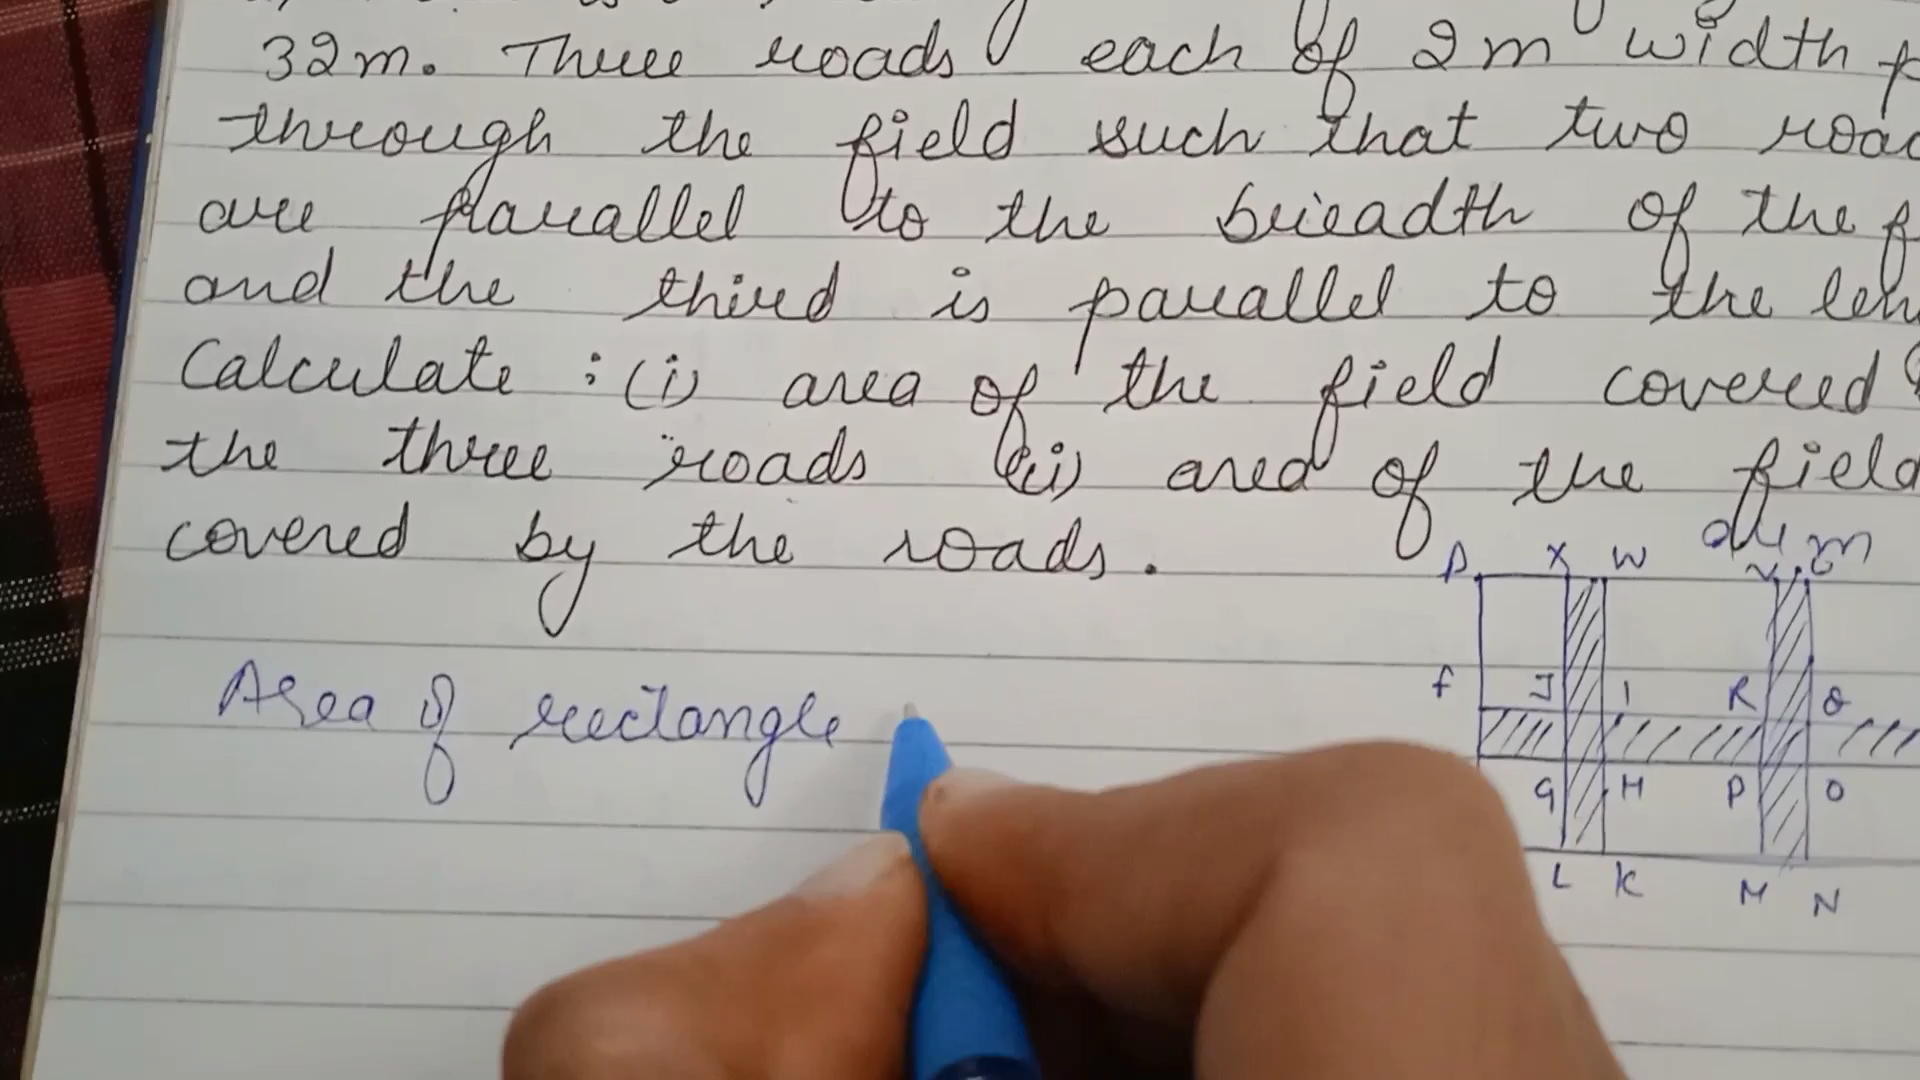 32m. Three roads each of 2m width
through the field such that two
are parallel to the breadth of the
and the third is parallel to the
Calculate : (i) area of the field covered
the three roads (ii) area of the field
covered by the roads.
X W m
f J I R Q
G H P O
L K M N
Area of rectangle